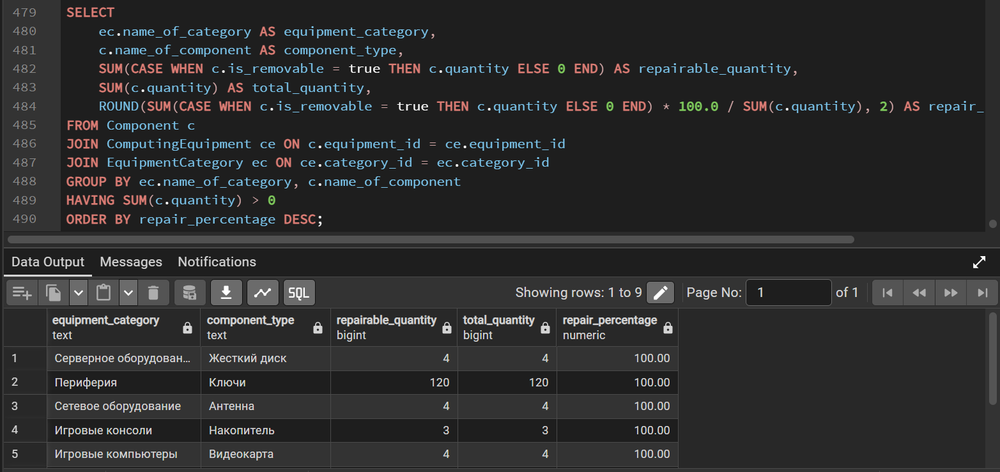 479 SELECT
480 ec.name_of_category AS equipment_category,
481 c.name_of_component AS component_type,
482 SUM(CASE WHEN c.is_removable = true THEN c.quantity ELSE 0 END) AS repairable_quantity,
483 SUM(c.quantity) AS total_quantity,
484 ROUND(SUM(CASE WHEN c.is_removable = true THEN c.quantity ELSE 0 END) * 100.0 / SUM(c.quantity), 2) AS repair_
485 FROM Component c
486 JOIN ComputingEquipment ce ON c.equipment_id = ce.equipment_id
487 JOIN EquipmentCategory ec ON ce.category_id = ec.category_id
488 GROUP BY ec.name_of_category, c.name_of_component
489 HAVING SUM(c.quantity) > 0
490 ORDER BY repair_percentage DESC;
Data Output Messages Notifications
SQL Showing rows: 1 to 9 Page No: 1 of 1
equipment_category component_type repairable_quantity total_quantity repair_percentage
text text bigint bigint numeric
1 Серверное оборудован... Жесткий диск 4 4 100.00
2 Периферия Ключи 120 120 100.00
3 Сетевое оборудование Антенна 4 4 100.00
4 Игровые консоли Накопитель 3 3 100.00
5 Игровые компьютеры Видеокарта 4 4 100.00